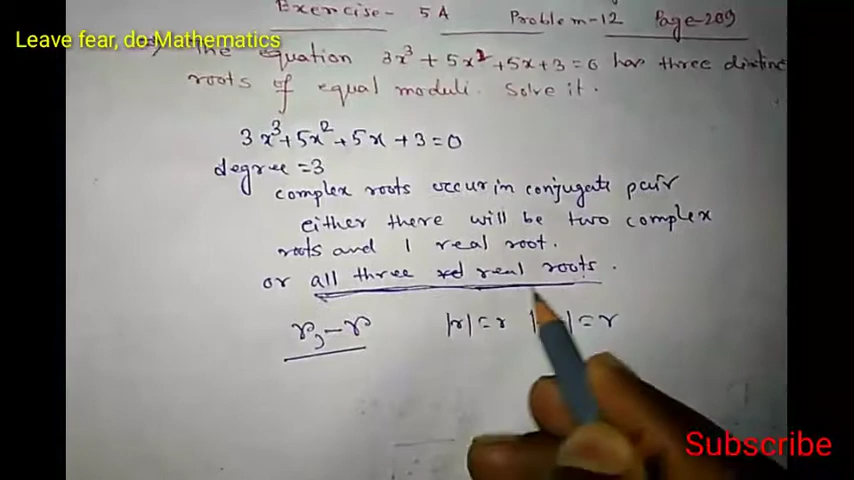 Exercise- 5A Problem-12 Page-209
Leave fear, do Mathematics
The equation 3x³ + 5x² +5x+3=0 has three distinc
roots of equal moduli. Solve it.
3x³+5x²+5x+3=0
degree =3
complex roots occur in conjugate pair
either there will be two complex
roots and 1 real root.
or all three real roots.
r, -r |r|=r |=r
Subscribe